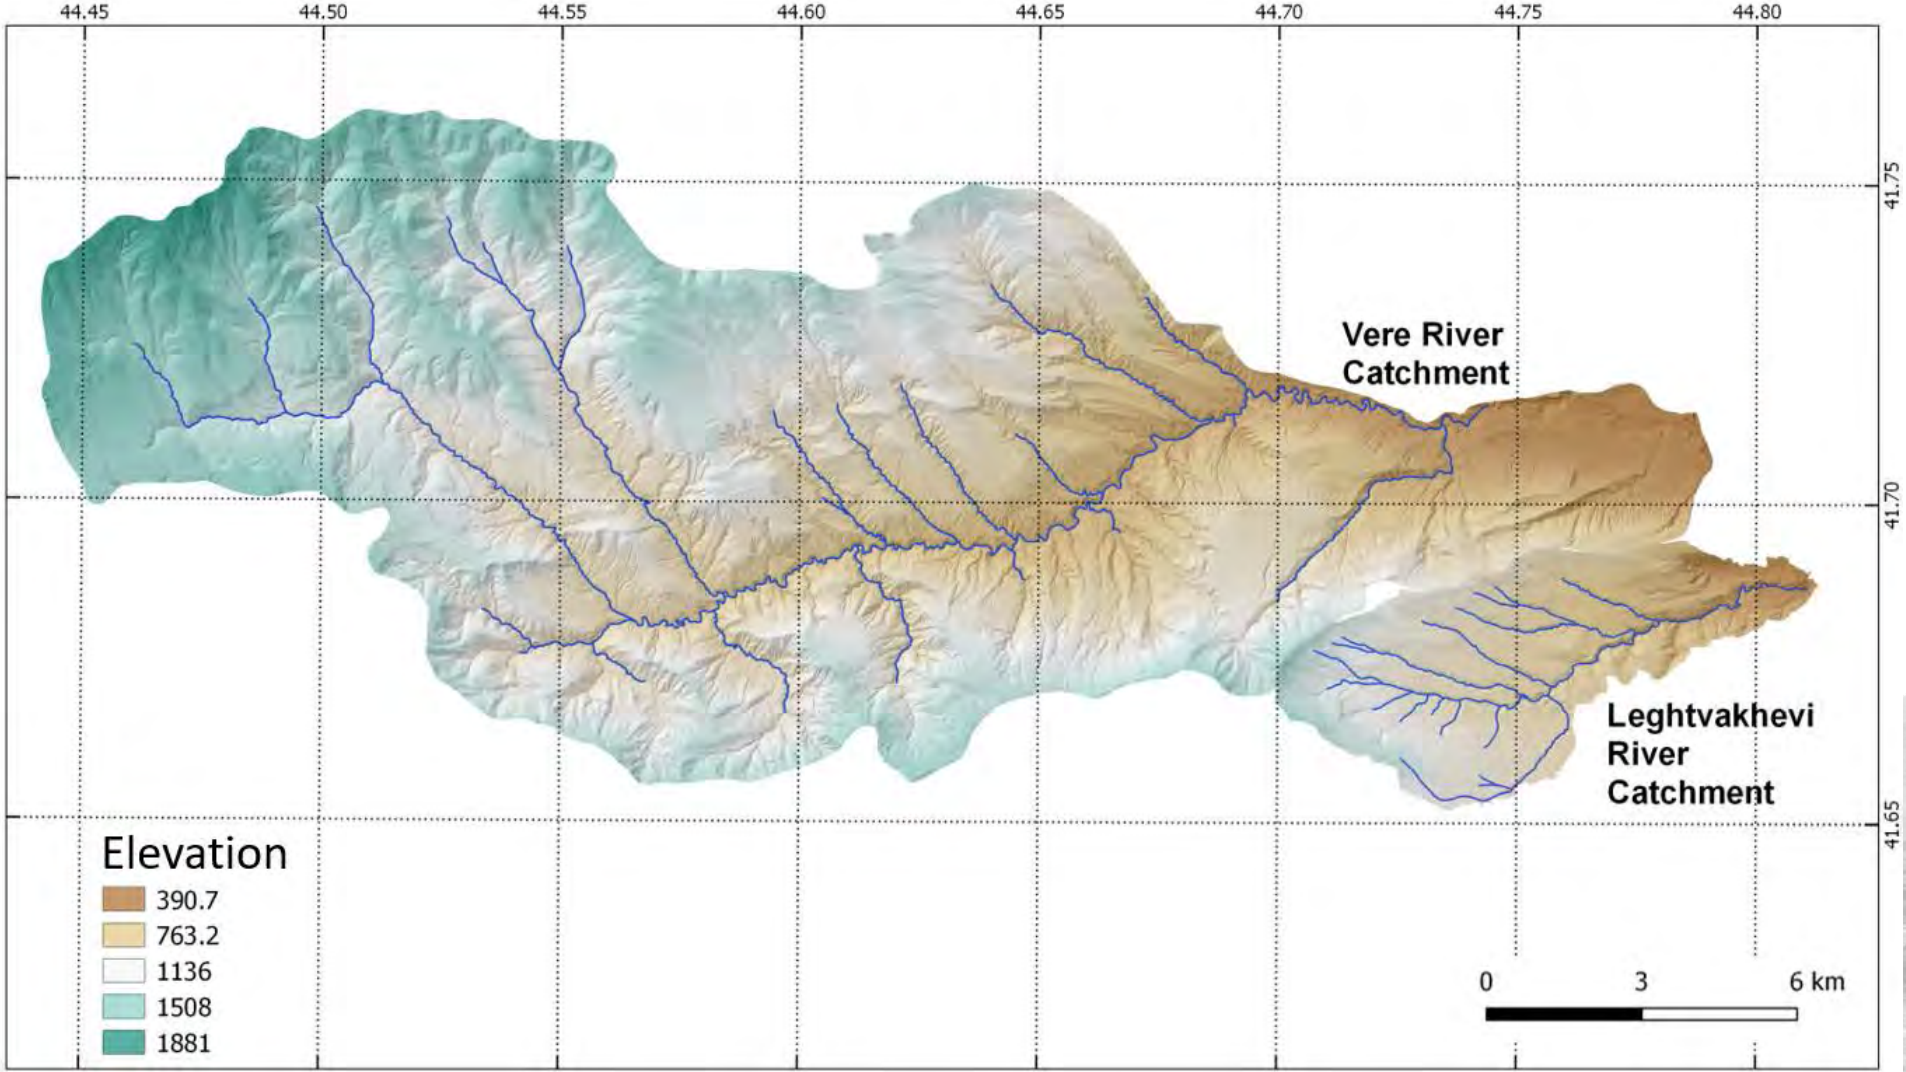 44.45 44.50 44.55 44.60 44.65 44.70 44.75 44.80
41.75
Vere River
Catchment
41.70
Leghtvakhevi
River
Catchment
41.65
Elevation
390.7
763.2
1136
1508
1881
0 3 6 km